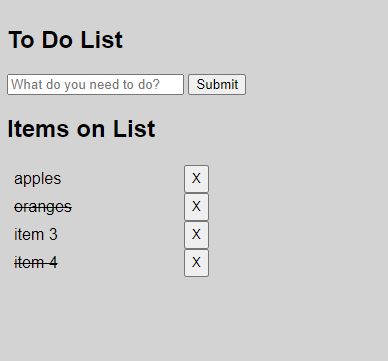 To Do List
What do you need to do? Submit
Items on List
apples X
oranges X
item 3 X
item 4 X